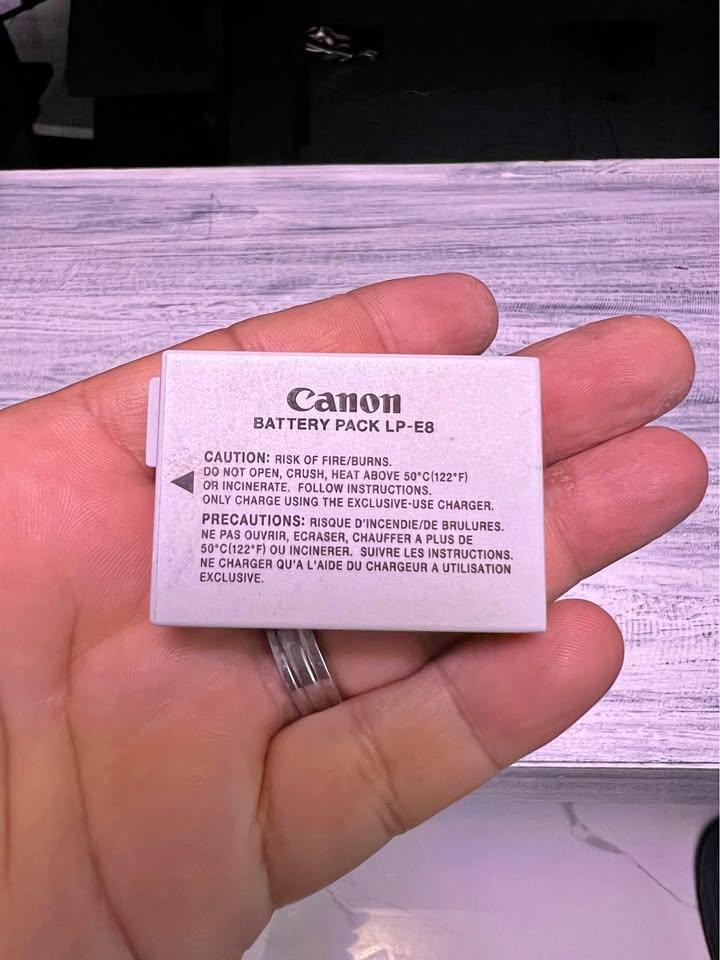 Canon
BATTERY PACK LP-E8
CAUTION: RISK OF FIRE/BURNS.
DO NOT OPEN, CRUSH, HEAT ABOVE 50°C(122°F)
OR INCINERATE. FOLLOW INSTRUCTIONS.
ONLY CHARGE USING THE EXCLUSIVE-USE CHARGER.
PRECAUTIONS: RISQUE D'INCENDIE/DE BRULURES.
NE PAS OUVRIR, ECRASER, CHAUFFER A PLUS DE
50°C(122°F) OU INCINERER. SUIVRE LES INSTRUCTIONS.
NE CHARGER QU'A L'AIDE DU CHARGEUR A UTILISATION
EXCLUSIVE.